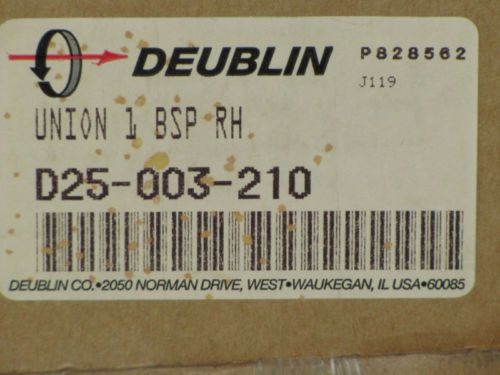 DEUBLIN
P828562
J119
UNION 1 BSP RH
D25-003-210
DEUBLIN CO.•2050 NORMAN DRIVE, WEST•WAUKEGAN, IL USA•60085